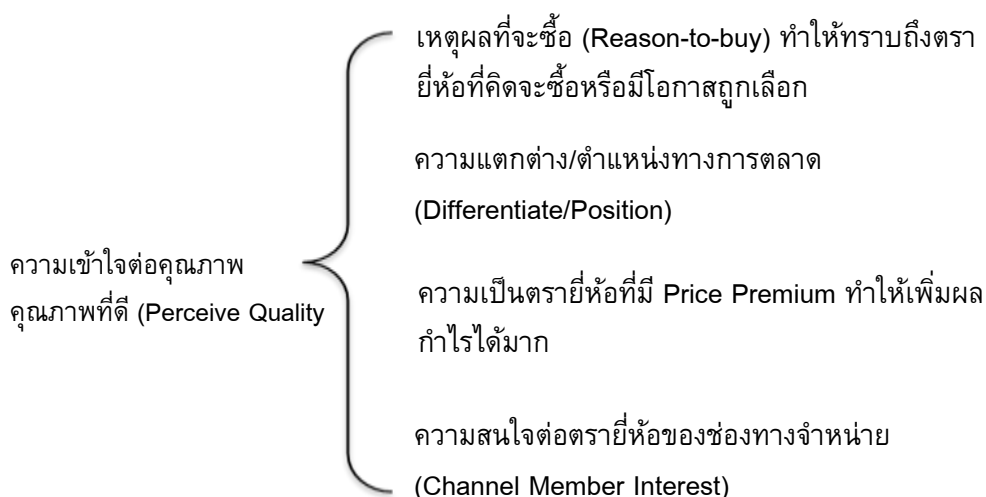 เหตุผลที่จะซื้อ (Reason-to-buy) ทำให้ทราบถึงตรา
ยี่ห้อที่คิดจะซื้อหรือมีโอกาสถูกเลือก
ความแตกต่าง/ตำแหน่งทางการตลาด
(Differentiate/Position)
ความเข้าใจต่อคุณภาพ
คุณภาพที่ดี (Perceive Quality
ความเป็นตรายี่ห้อที่มี Price Premium ทำให้เพิ่มผล
กำไรได้มาก
ความสนใจต่อตรายี่ห้อของช่องทางจำหน่าย
(Channel Member Interest)